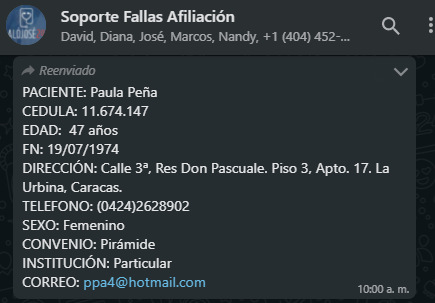 Soporte Fallas Afiliación
David, Diana, José, Marcos, Nandy, +1 (404) 452-...
ALÓJOSÉ
Reenviado
PACIENTE: Paula Peña
CEDULA: 11.674.147
EDAD:  47 años
FN: 19/07/1974
DIRECCIÓN: Calle 3ª, Res Don Pascuale. Piso 3, Apto. 17. La
Urbina, Caracas.
TELEFONO: (0424)2628902
SEXO: Femenino
CONVENIO: Pirámide
INSTITUCIÓN: Particular
CORREO: ppa4@hotmail.com
10:00 a. m.